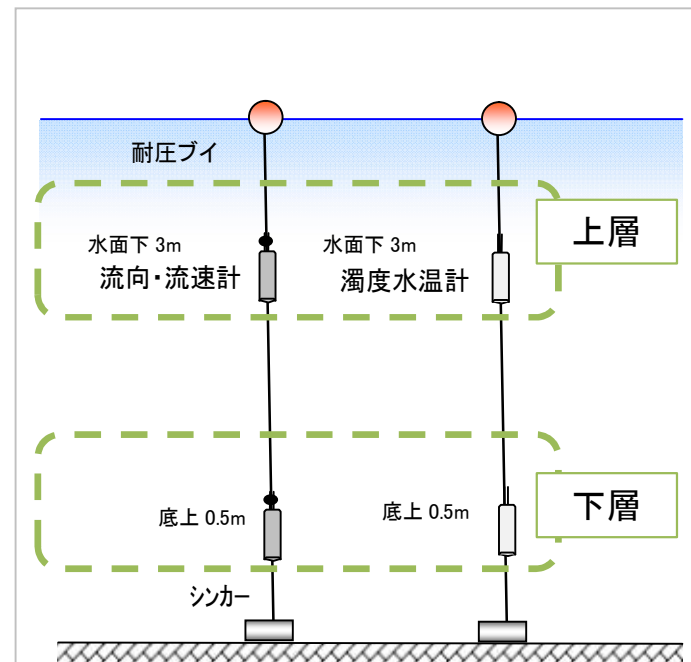 耐圧ブイ
上層
水面下 3m
水面下 3m
流向・流速計
濁度水温計
下層
底上 0.5m
底上 0.5m
シンカー